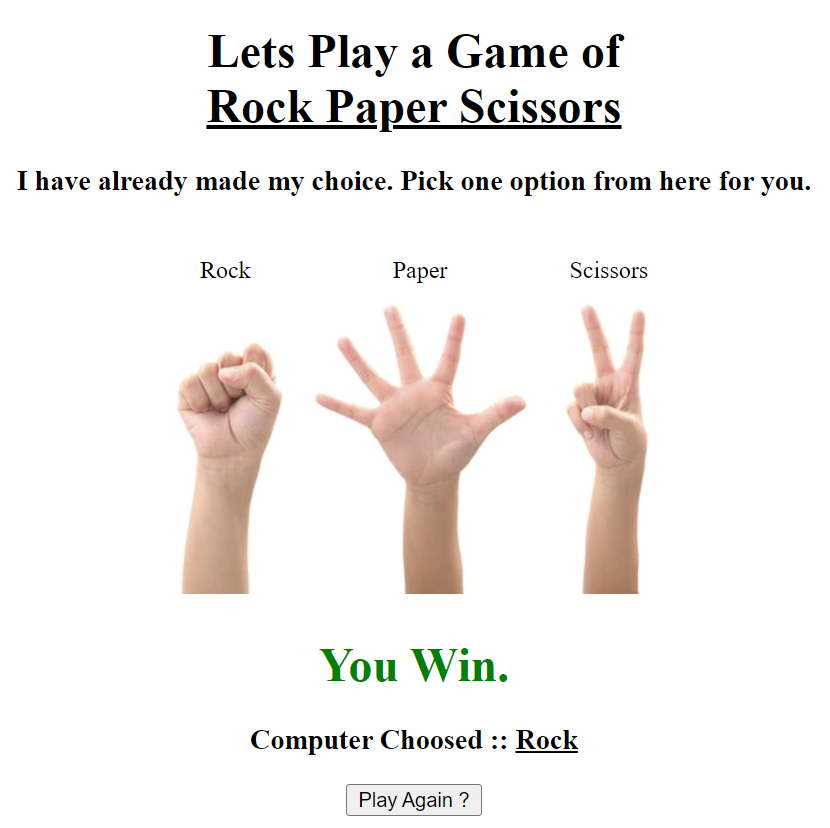 Lets Play a Game of
Rock Paper Scissors
I have already made my choice. Pick one option from here for you.
Rock Paper Scissors
You Win.
Computer Choosed :: Rock
Play Again ?